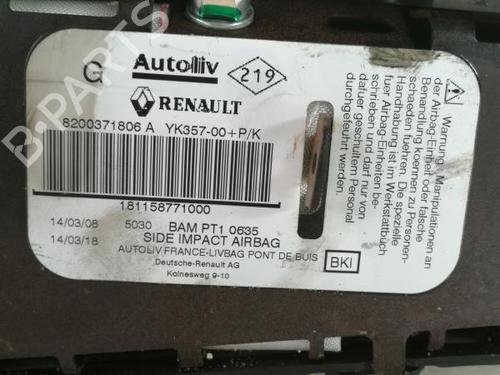 G
Autoliv
219
RENAULT
8200371806 A YK357-00+P/K
181158771000
14/03/08 5030 BAM PT1 0635
14/03/18 SIDE IMPACT AIRBAG
AUTOLIV FRANCE-LIVBAG PONT DE BUIS
Deutsche-Renault AG
Kolnesweg 9-10
BKI
Warnung - Manipulationen an
der Airbag-Einheit oder falsche
Behandlung koennen zu Personen-
schaeden fuehren. Die spezielle
Handhabung ist im Werkstattbuch
fuer Airbag-Einheiten be-
schrieben und darf nur von
dafuer geschultem Personal
durchgefuehrt werden
B-PARTS